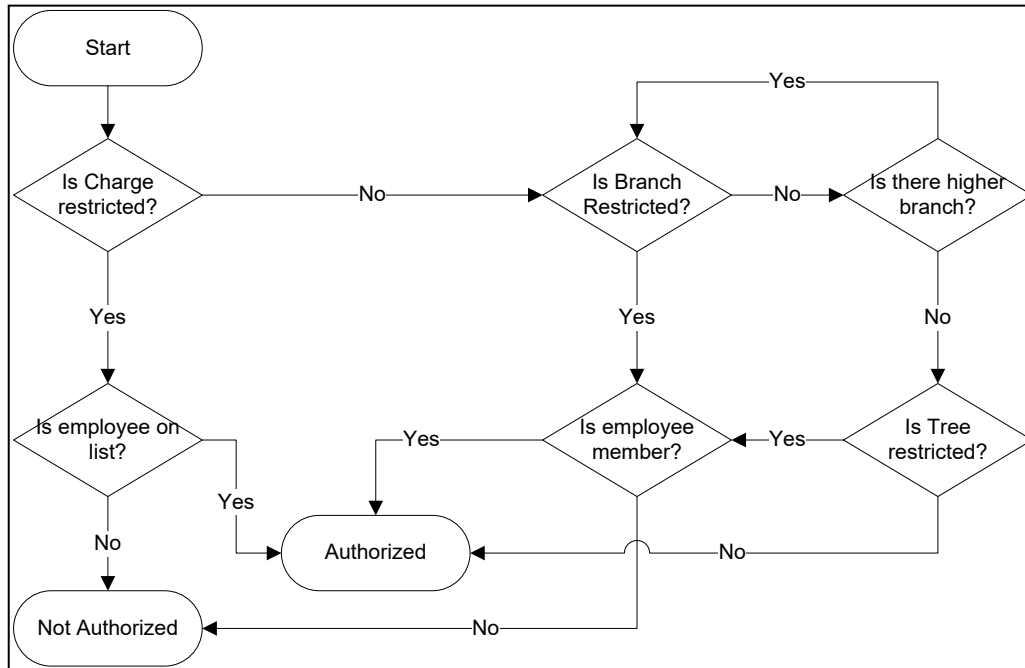 Start
Yes
Is Charge
restricted?
No
Is Branch
Restricted?
No
Is there higher
branch?
Yes
Yes
No
Is employee on
list?
Yes
Is employee
member?
Yes
Is Tree
restricted?
Yes
No
Authorized
No
Not Authorized
No